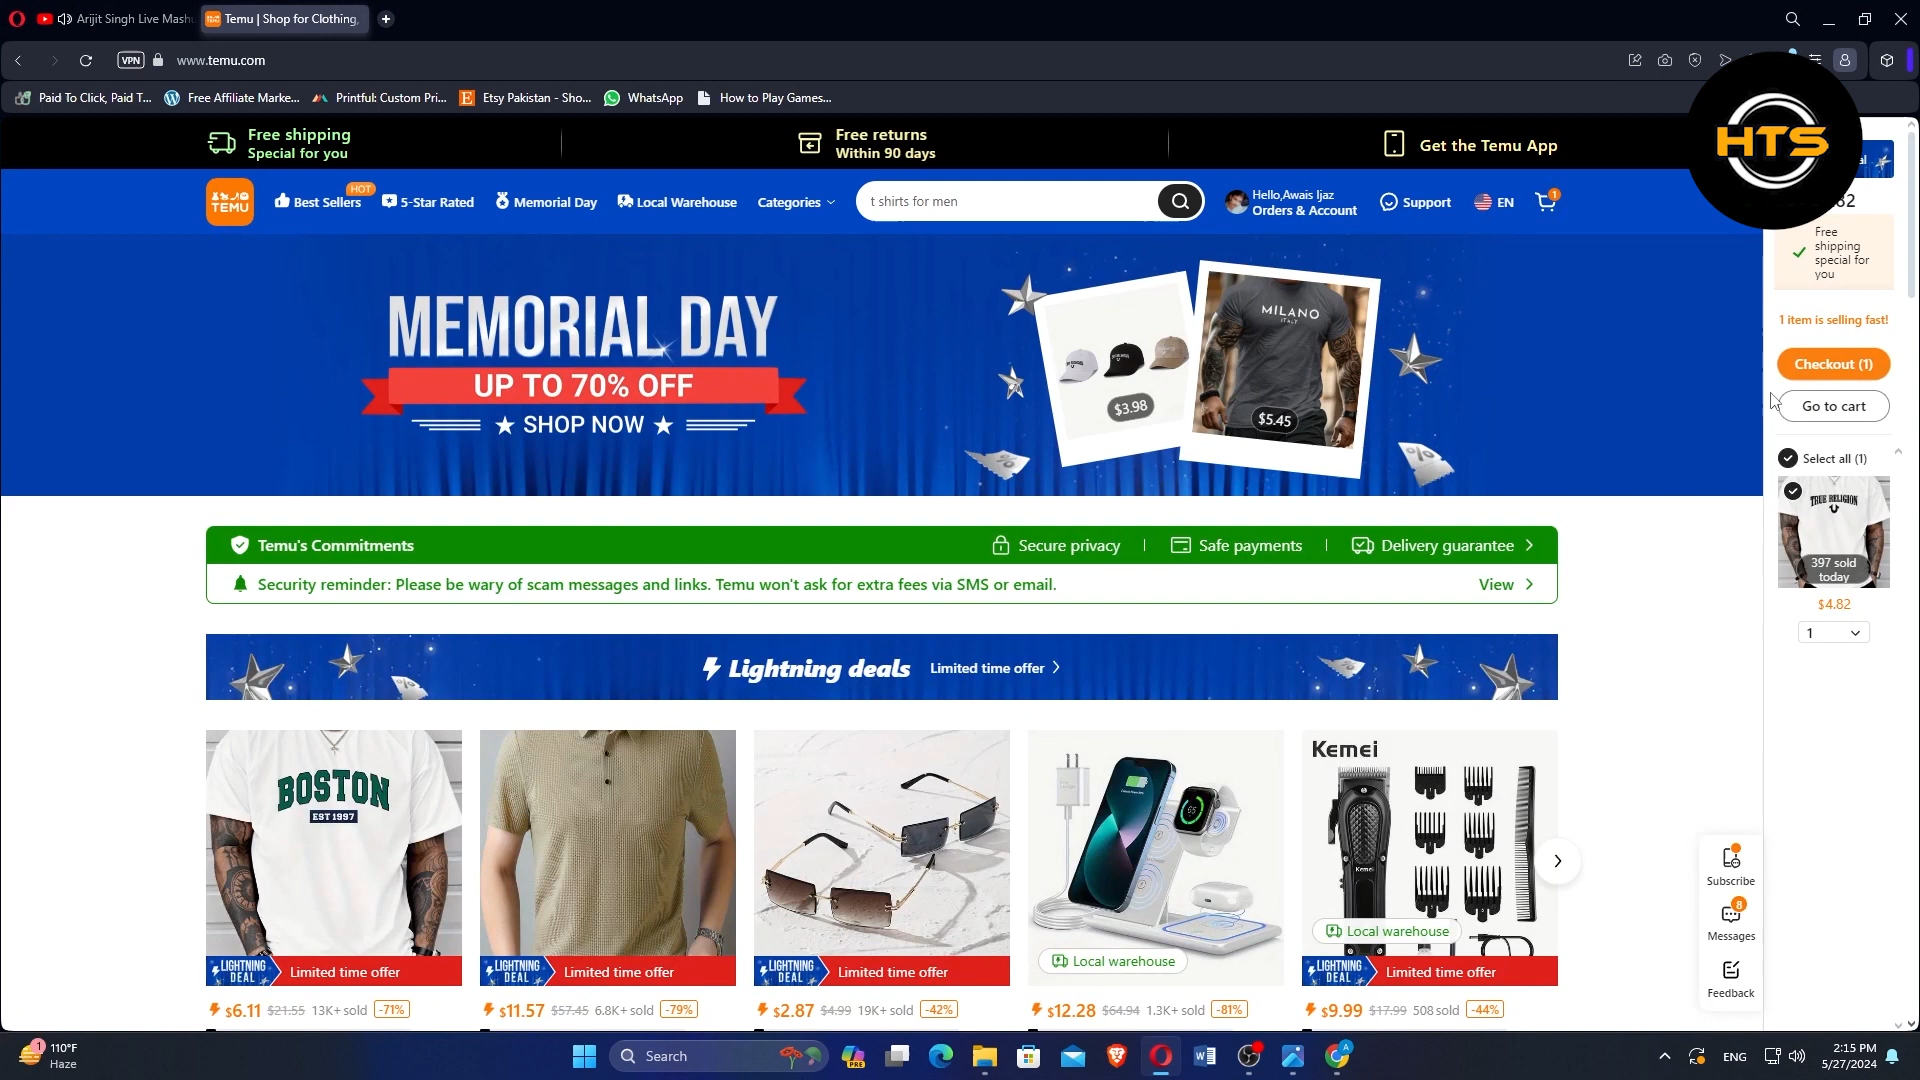 Arijit Singh Live Mashu
Temu | Shop for Clothing,
VPN
www.temu.com
Paid To Click, Paid T...
Free Affiliate Marke...
Printful: Custom Pri...
Etsy Pakistan - Sho...
WhatsApp
How to Play Games...
Free shipping
Special for you
Free returns
Within 90 days
Get the Temu App
HTS
TEMU
Best Sellers
HOT
5-Star Rated
Memorial Day
Local Warehouse
Categories
t shirts for men
Hello,Awais Ijaz
Orders & Account
Support
EN
1
MEMORIAL DAY
UP TO 70% OFF
★ SHOP NOW ★
$3.98
MILANO
ITALY
$5.45
Free
shipping
special for
you
1 item is selling fast!
Checkout (1)
Go to cart
Select all (1)
TRUE RELIGION
397 sold
today
$4.82
1
Temu's Commitments
Secure privacy
Safe payments
Delivery guarantee
Security reminder: Please be wary of scam messages and links. Temu won't ask for extra fees via SMS or email.
View
Lightning deals
Limited time offer
BOSTON
EST 1997
Kemei
Kemei
Local warehouse
Local warehouse
LIGHTNING DEAL Limited time offer
LIGHTNING DEAL Limited time offer
LIGHTNING DEAL Limited time offer
LIGHTNING DEAL Limited time offer
$6.11 $21.55 13K+ sold -71%
$11.57 $57.45 6.8K+ sold -79%
$2.87 $4.99 19K+ sold -42%
$12.28 $64.94 1.3K+ sold -81%
$9.99 $17.99 508 sold -44%
Subscribe
8
Messages
Feedback
1
110°F
Haze
Search
PRE
ENG
2:15 PM
5/27/2024